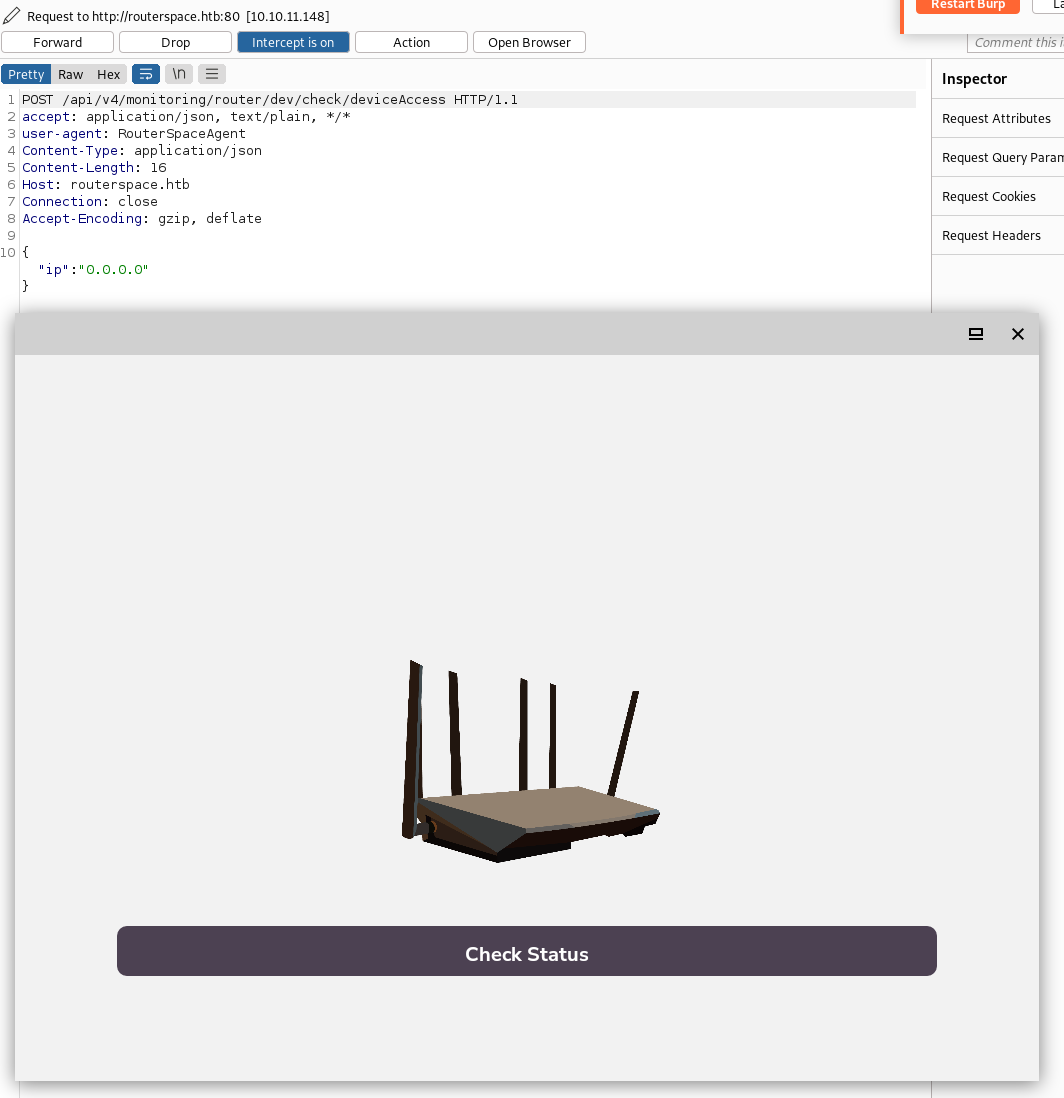 Request to http://routerspace.htb:80 [10.10.11.148]
Restart Burp
Forward Drop Intercept is on Action Open Browser
Comment this i
Pretty Raw Hex \n
Inspector
1 POST /api/v4/monitoring/router/dev/check/deviceAccess HTTP/1.1
2 accept: application/json, text/plain, */*
3 user-agent: RouterSpaceAgent
4 Content-Type: application/json
5 Content-Length: 16
6 Host: routerspace.htb
7 Connection: close
8 Accept-Encoding: gzip, deflate
9
10 {
"ip":"0.0.0.0"
}
Request Attributes
Request Query Param
Request Cookies
Request Headers
Check Status